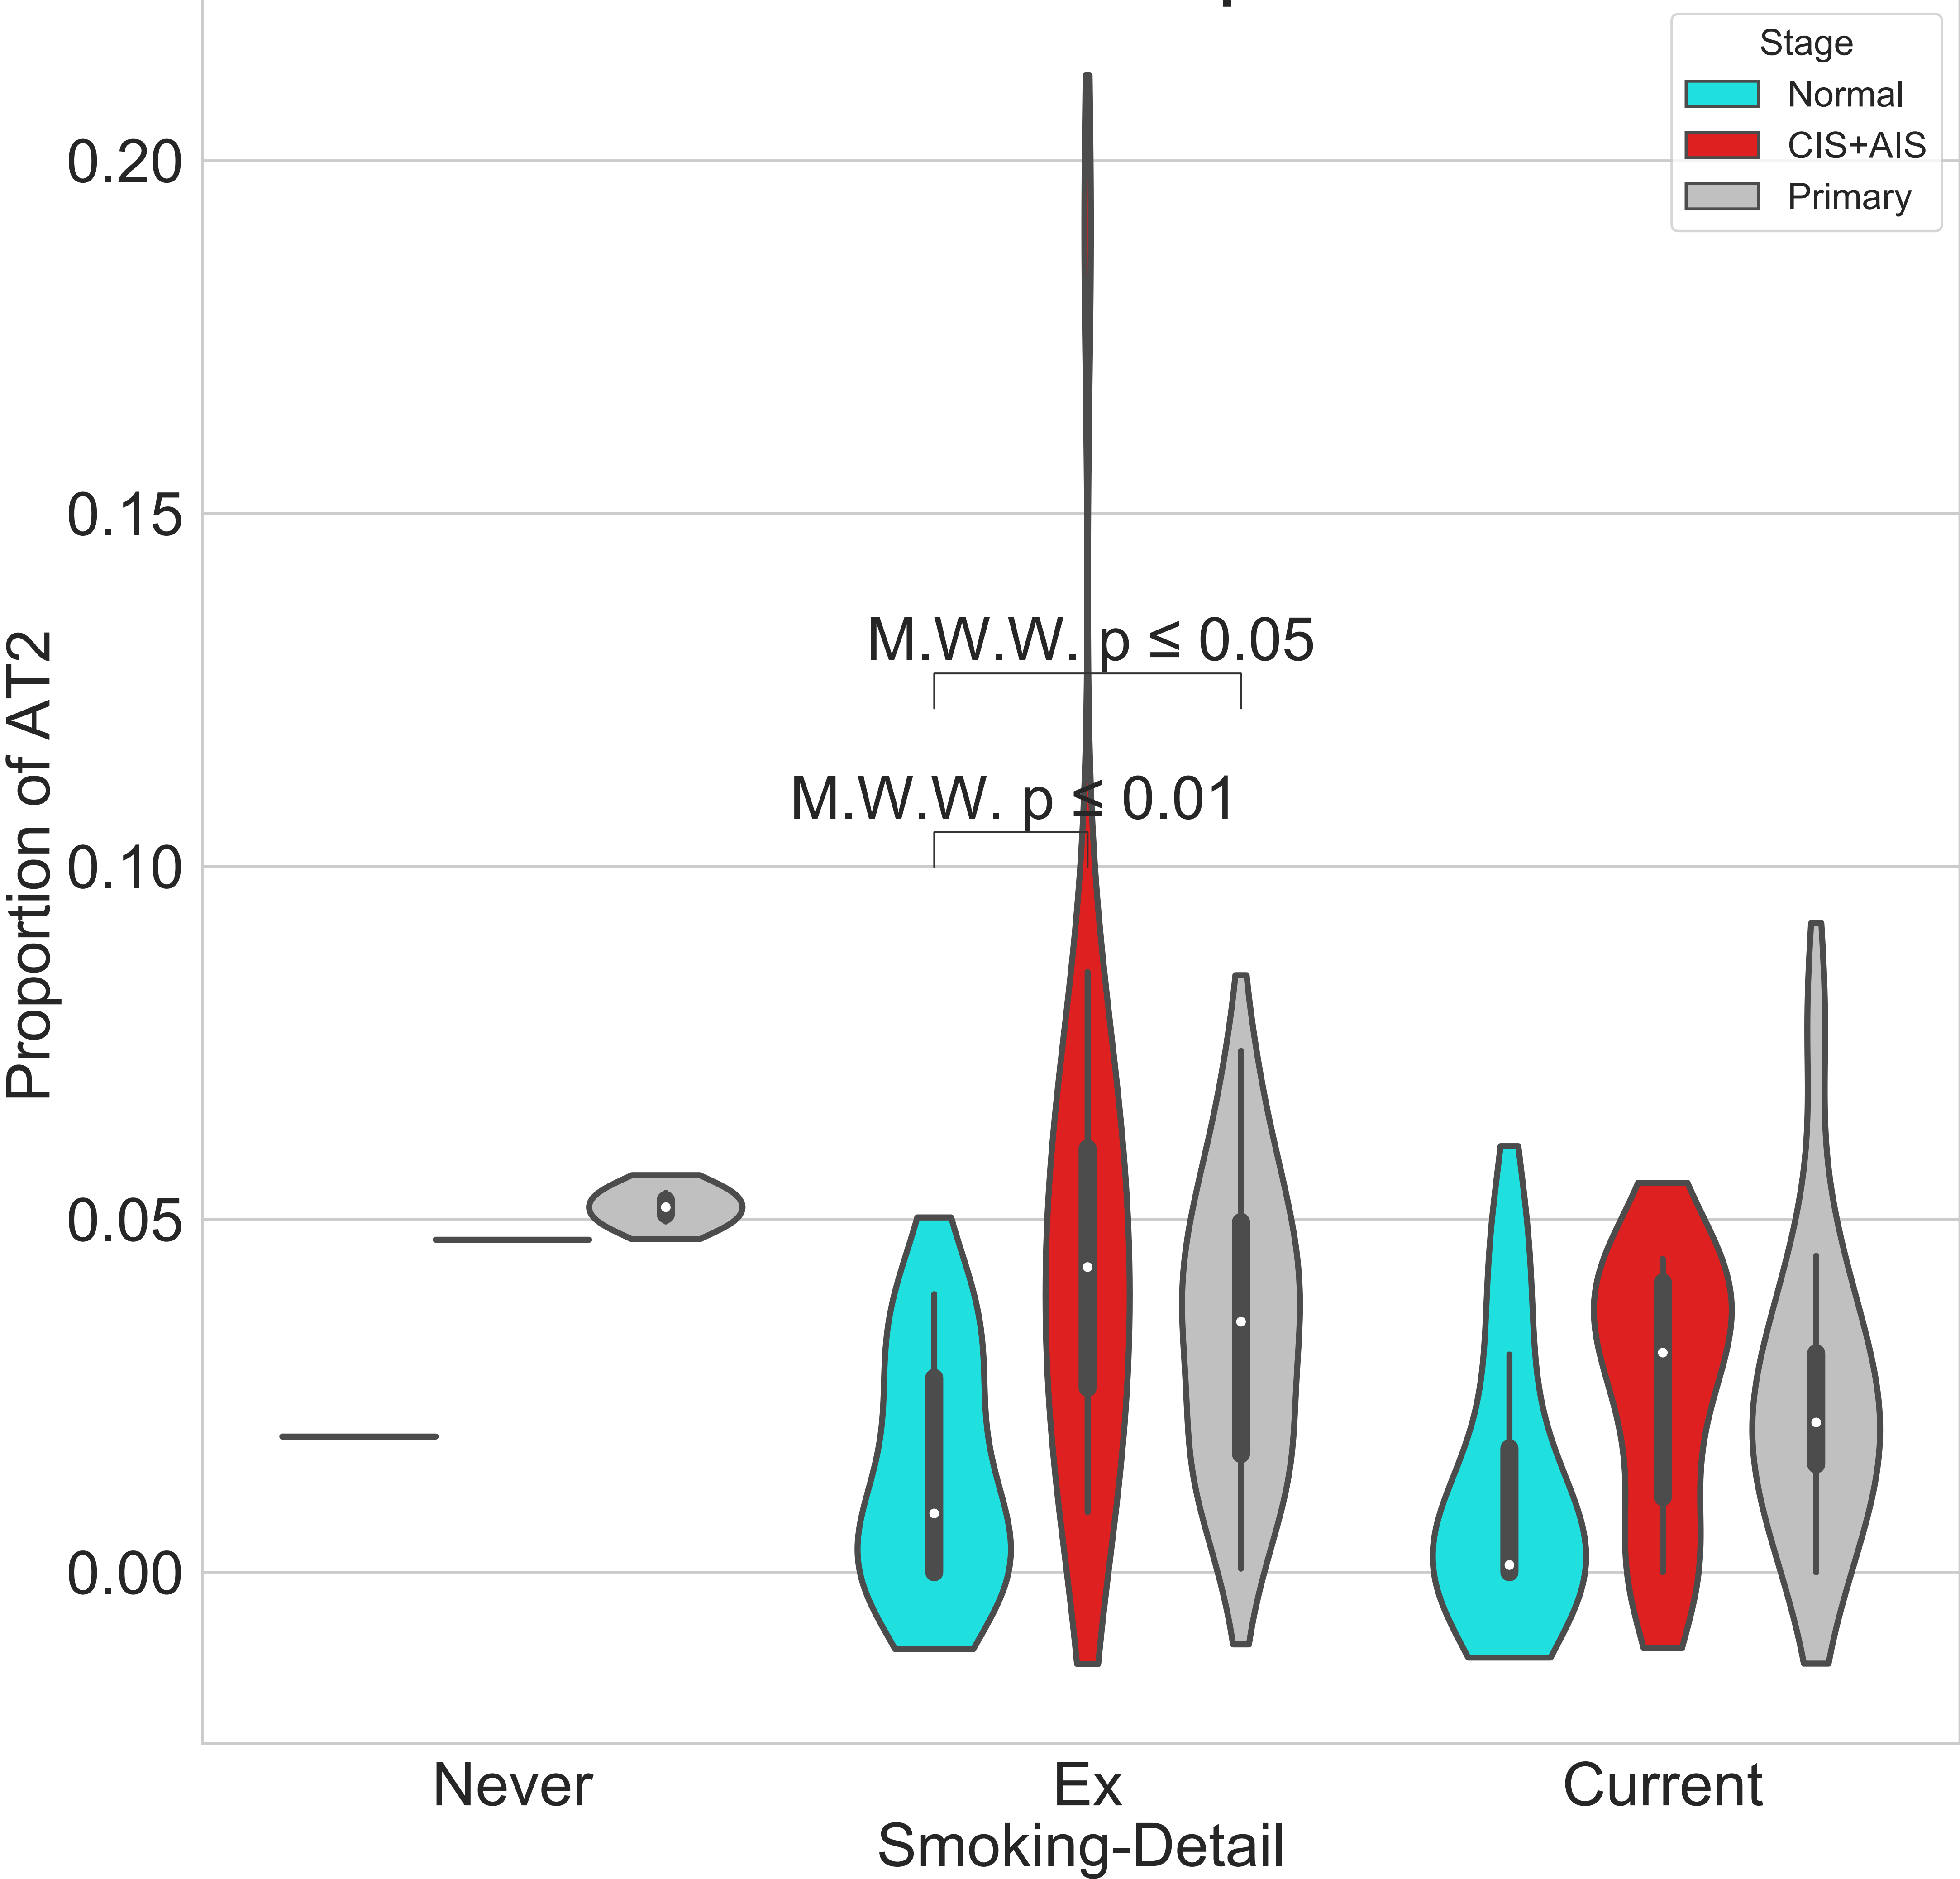 Stage
Normal
CIS+AIS
Primary
0.20
0.15
0.10
0.05
0.00
Proportion of AT2
M.W.W. p ≤ 0.05
M.W.W. p ≤ 0.01
Never
Ex
Current
Smoking-Detail